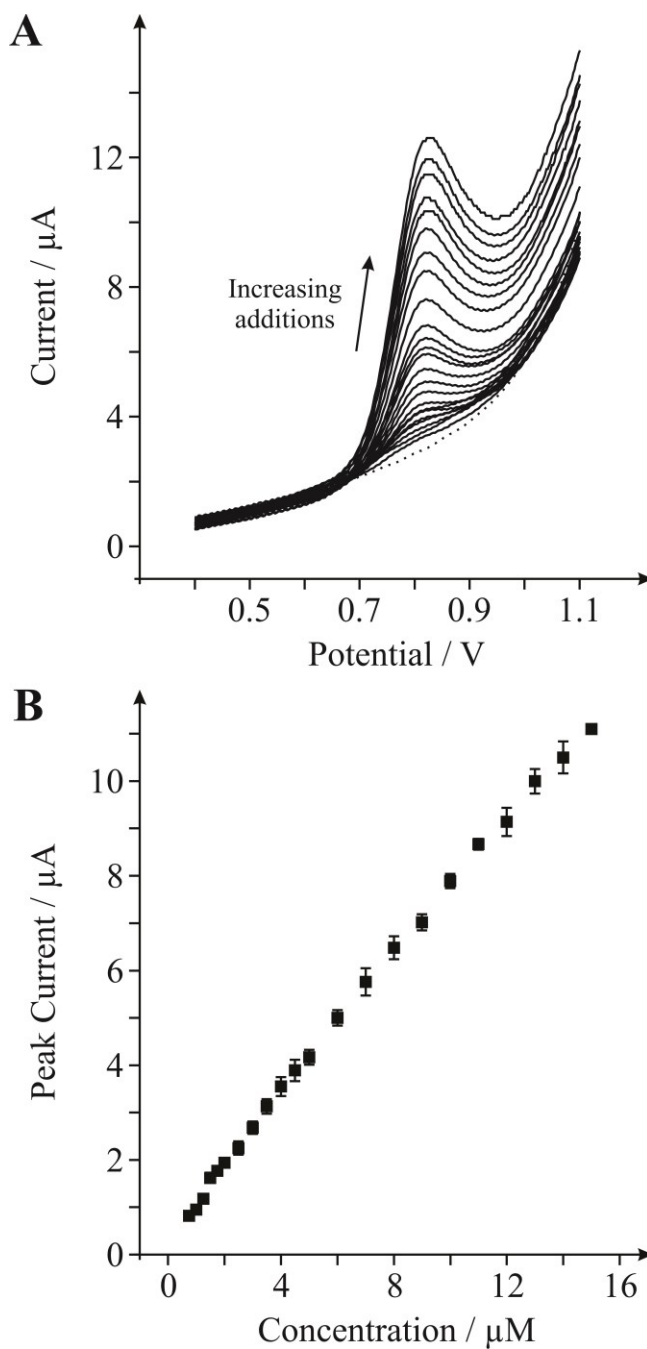 A
12
8
4
0
Current / µA
Increasing
additions
0.5 0.7 0.9 1.1
Potential / V
B
10
8
6
4
2
0
Peak Current / µA
0 4 8 12 16
Concentration / µM